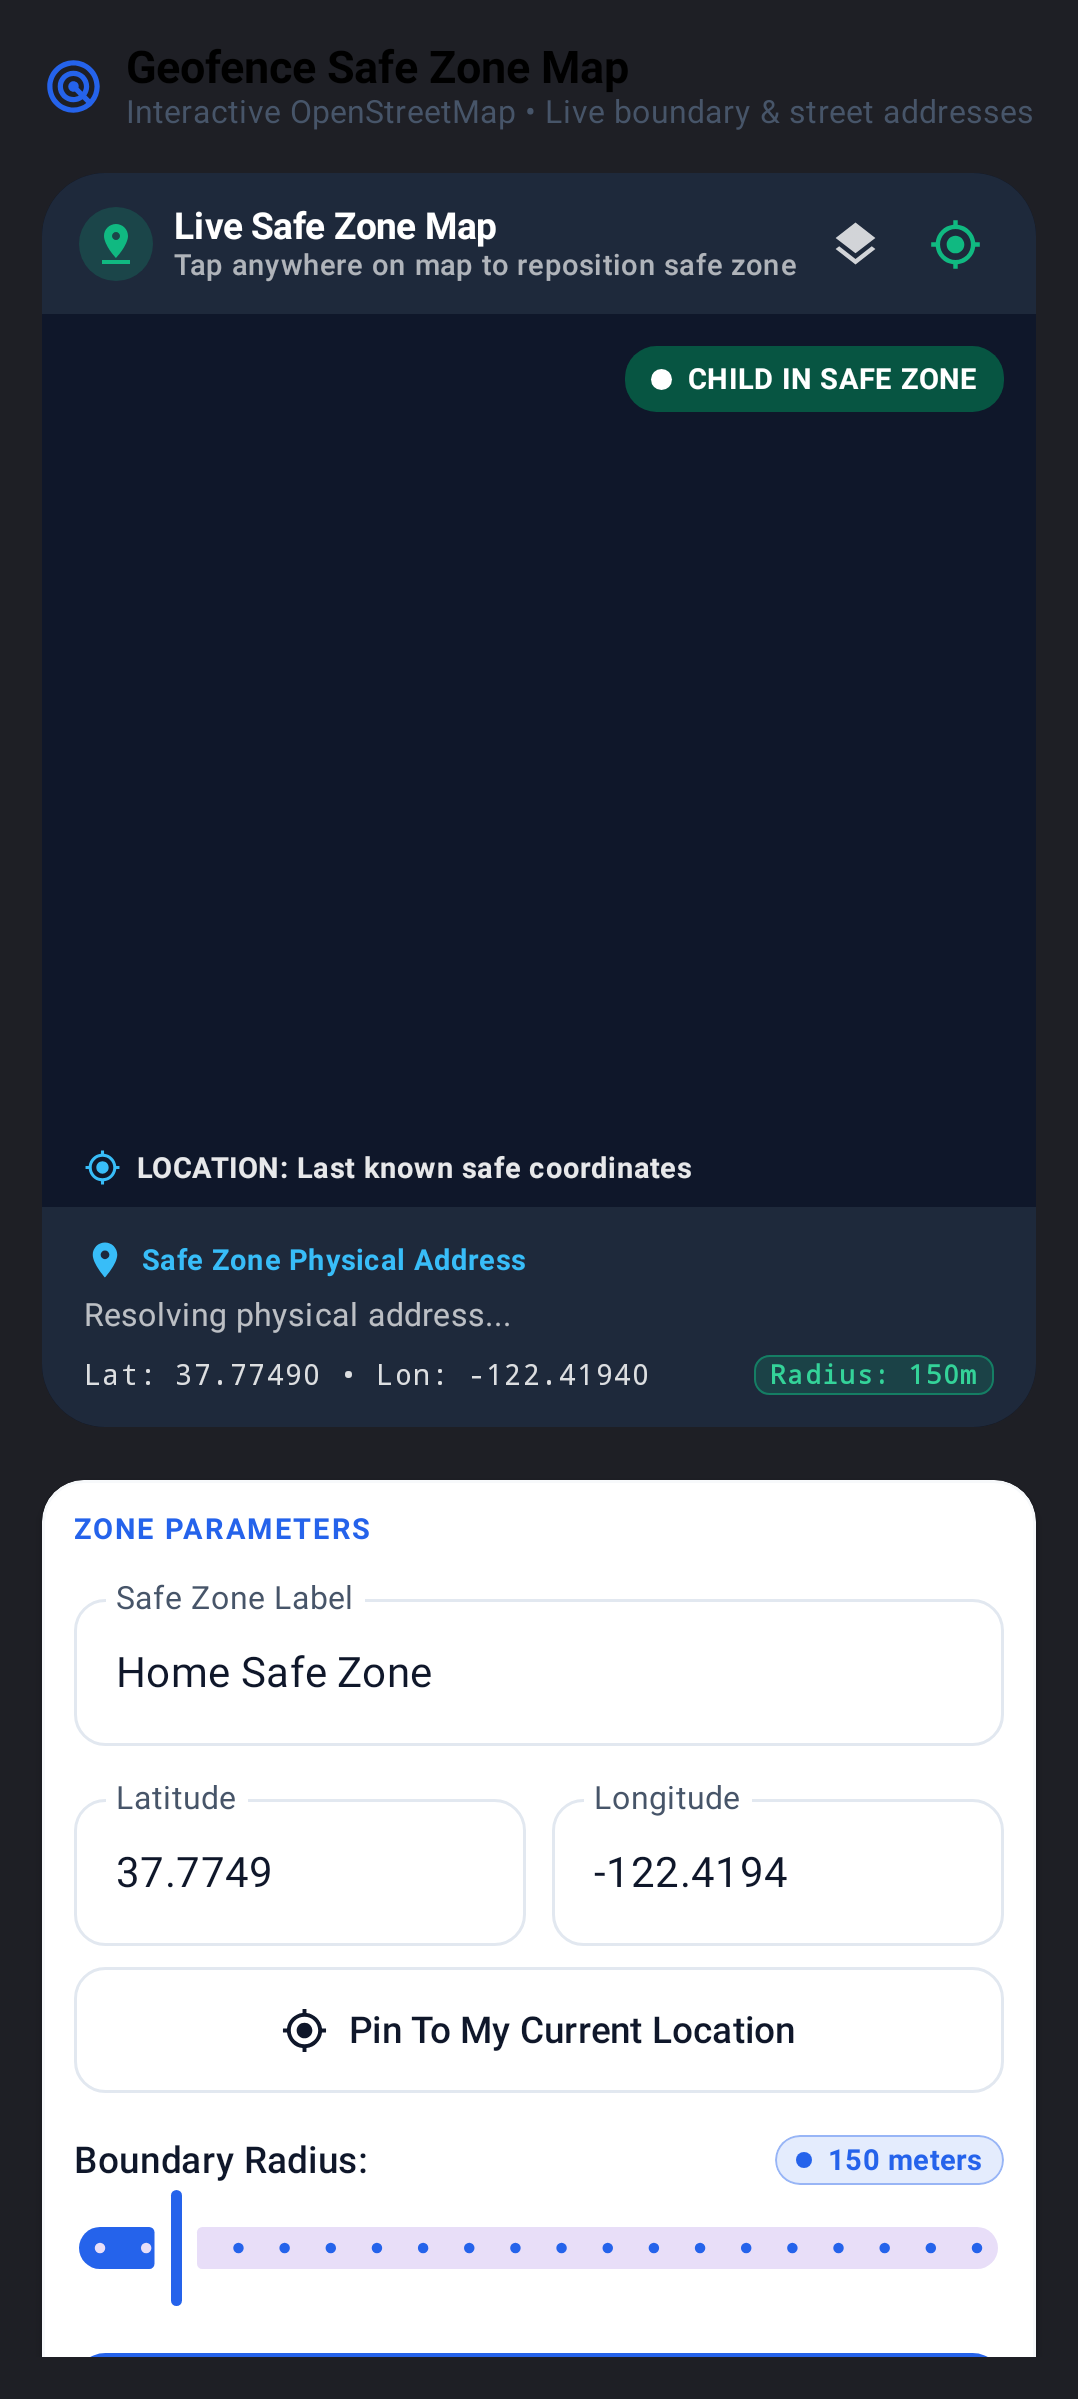 Geofence Safe Zone Map
Interactive OpenStreetMap • Live boundary & street addresses
Live Safe Zone Map
Tap anywhere on map to reposition safe zone
CHILD IN SAFE ZONE
LOCATION: Last known safe coordinates
Safe Zone Physical Address
Resolving physical address...
Lat: 37.77490 • Lon: -122.41940
Radius: 150m
ZONE PARAMETERS
Safe Zone Label
Home Safe Zone
Latitude
Longitude
37.7749
-122.4194
Pin To My Current Location
Boundary Radius:
150 meters